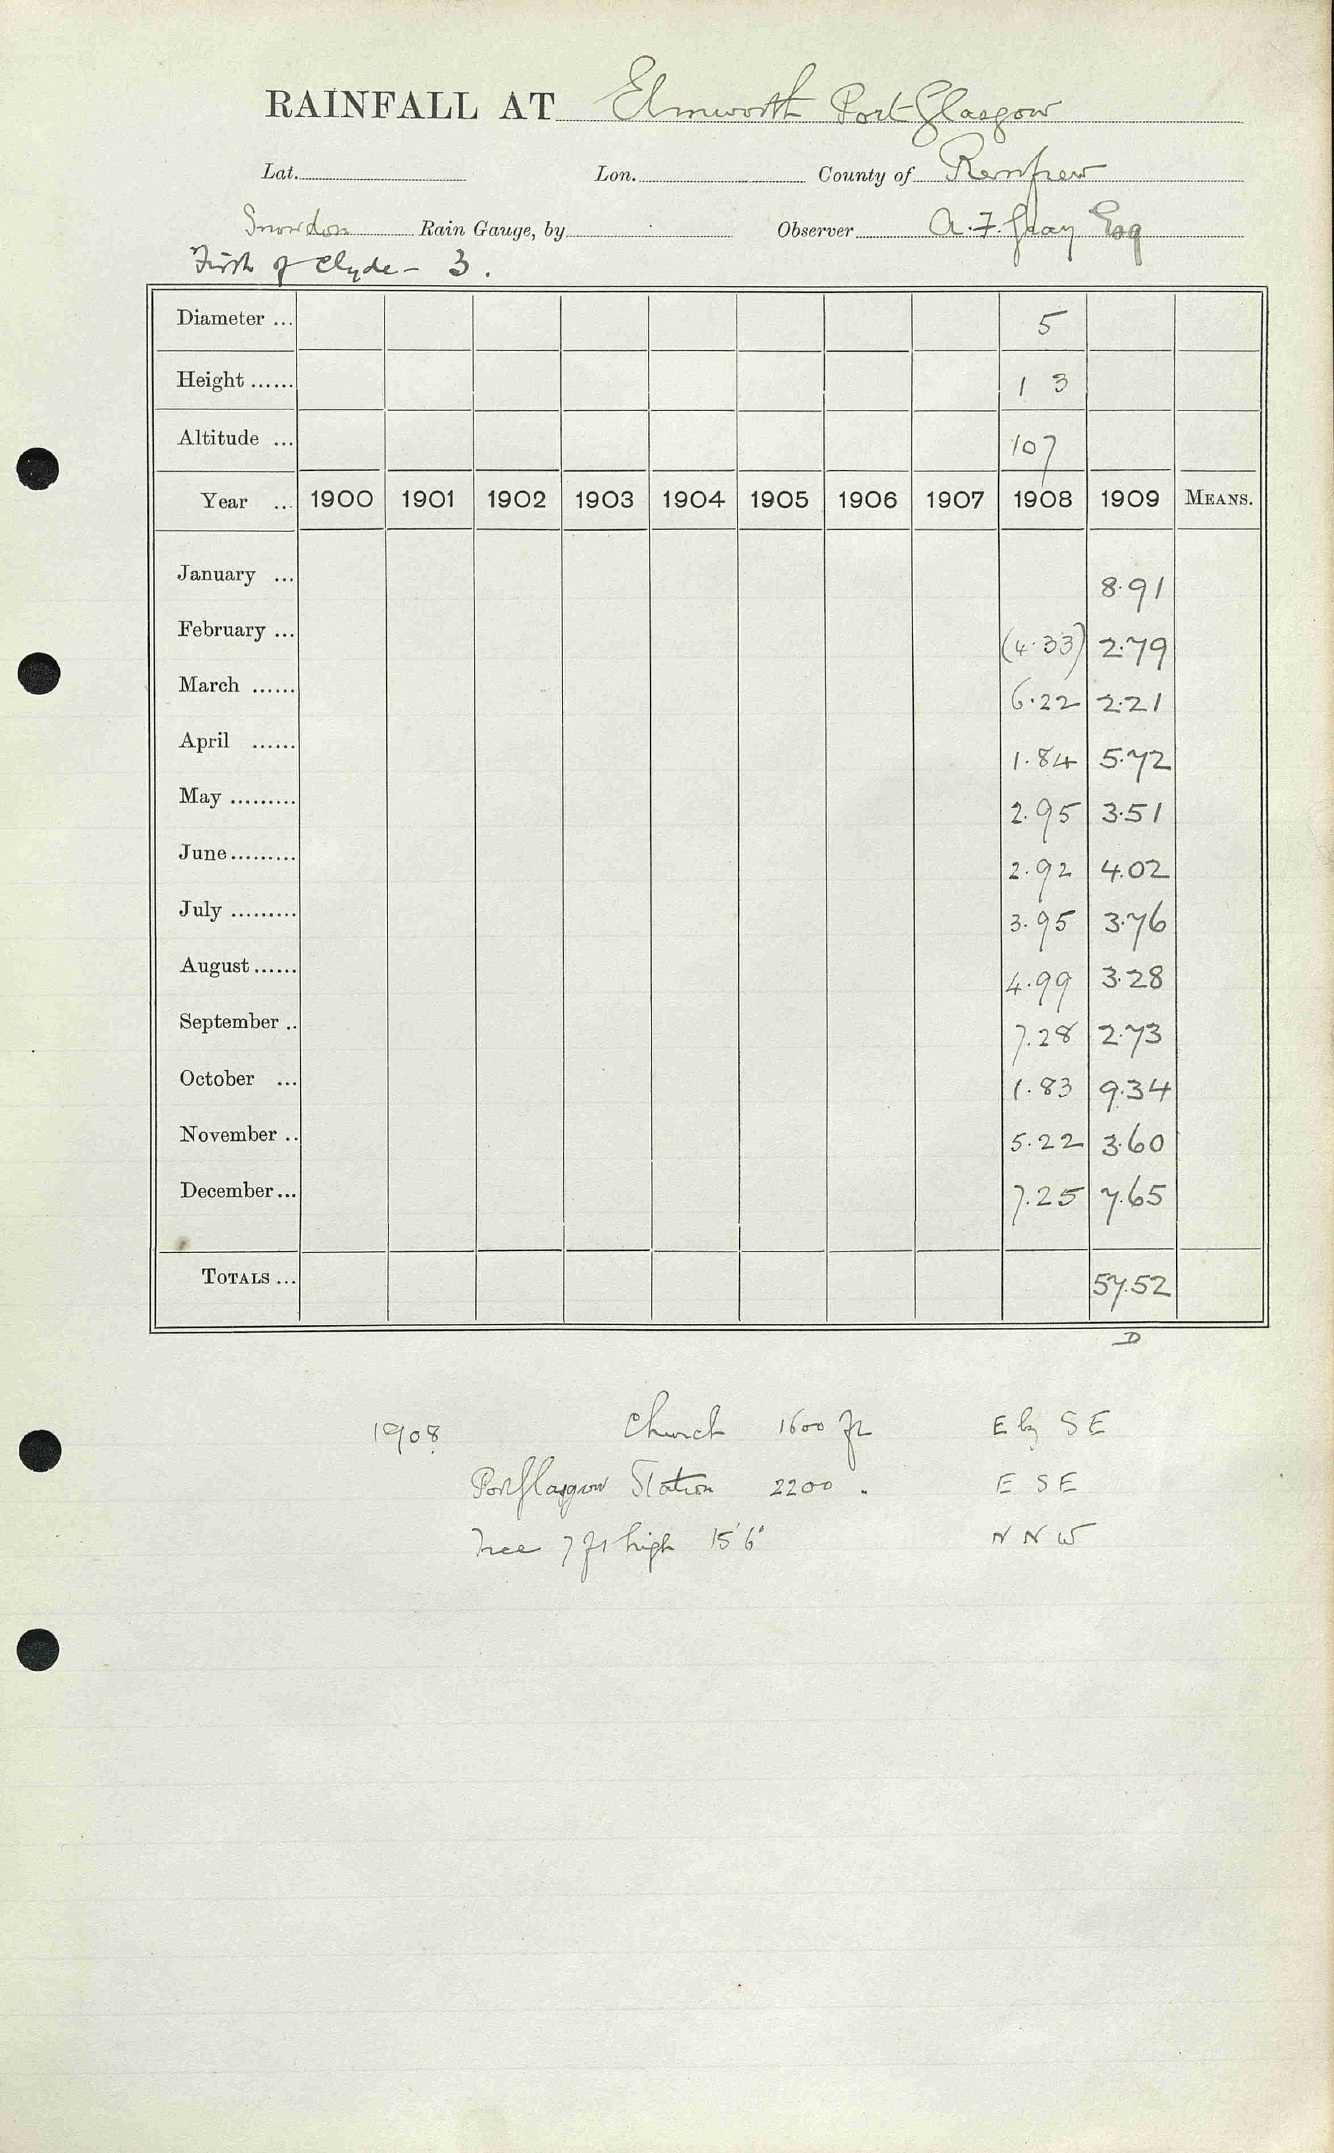 RAINFALL AT Elmworth Port-Glasgow
Lat. Lon. County of Renfrew
Snowdon Rain Gauge, by Observer A. F. Gray Esq
Firth of Clyde - 3.
Diameter ... 5
Height ...... 1 3
Altitude ... 107
Year ... 1900 1901 1902 1903 1904 1905 1906 1907 1908 1909 MEANS.
January ... 8.91
February ... (4.33) 2.79
March ...... 6.22 2.21
April ...... 1.84 5.72
May ......... 2.95 3.51
June ......... 2.92 4.02
July ......... 3.95 3.76
August ...... 4.99 3.28
September .. 7.28 2.73
October ... 1.83 9.34
November .. 5.22 3.60
December ... 7.25 7.65
TOTALS ... 57.52
D
1908 Church 1600 ft E by S E
Port Glasgow Station 2200 " E S E
Tree 7 ft high 15'6" N N W